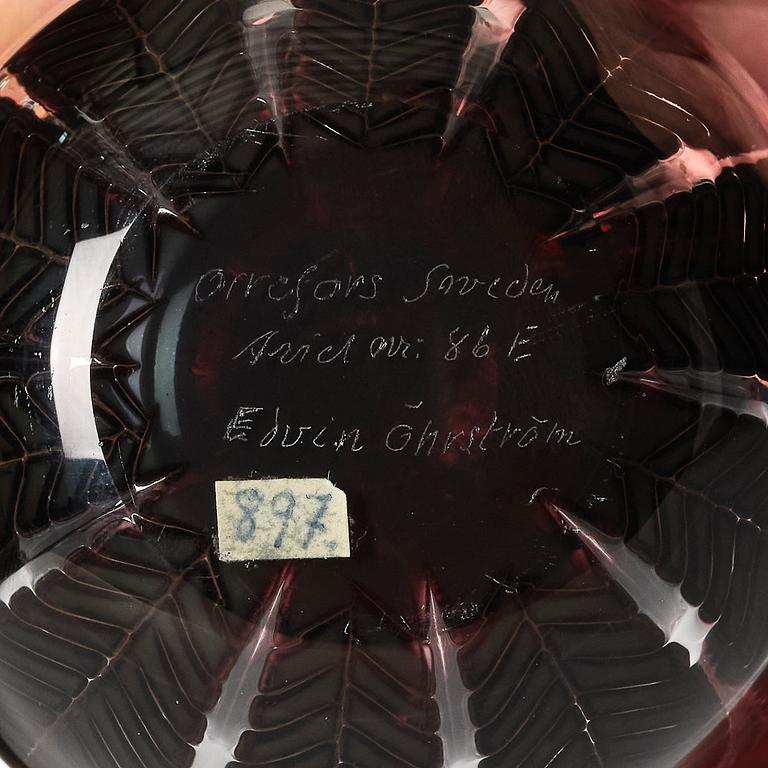 Orrefors Sweden
Ariel nr: 86 E
Edvin Öhrström
897.